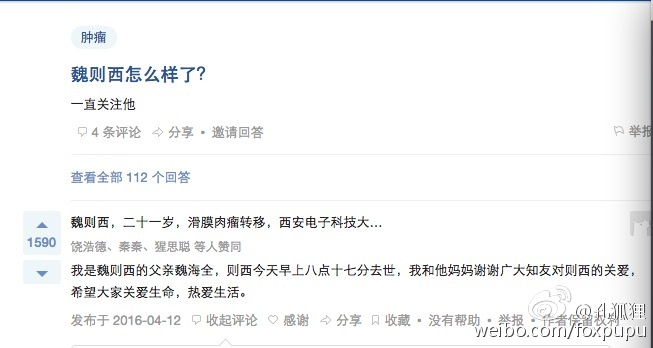 肿瘤
魏则西怎么样了?
一直关注他
4 条评论 分享 • 邀请回答 举报
查看全部 112 个回答
1590
魏则西，二十一岁，滑膜肉瘤转移，西安电子科技大...
饶浩德、秦秦、猩思聪 等人赞同
我是魏则西的父亲魏海全，则西今天早上八点十七分去世，我和他妈妈谢谢广大知友对则西的关爱，
希望大家关爱生命，热爱生活。
发布于 2016-04-12 收起评论 感谢 分享 收藏 • 没有帮助 • 举报 • 作者保留权利
@孔狐狸
weibo.com/foxpupu